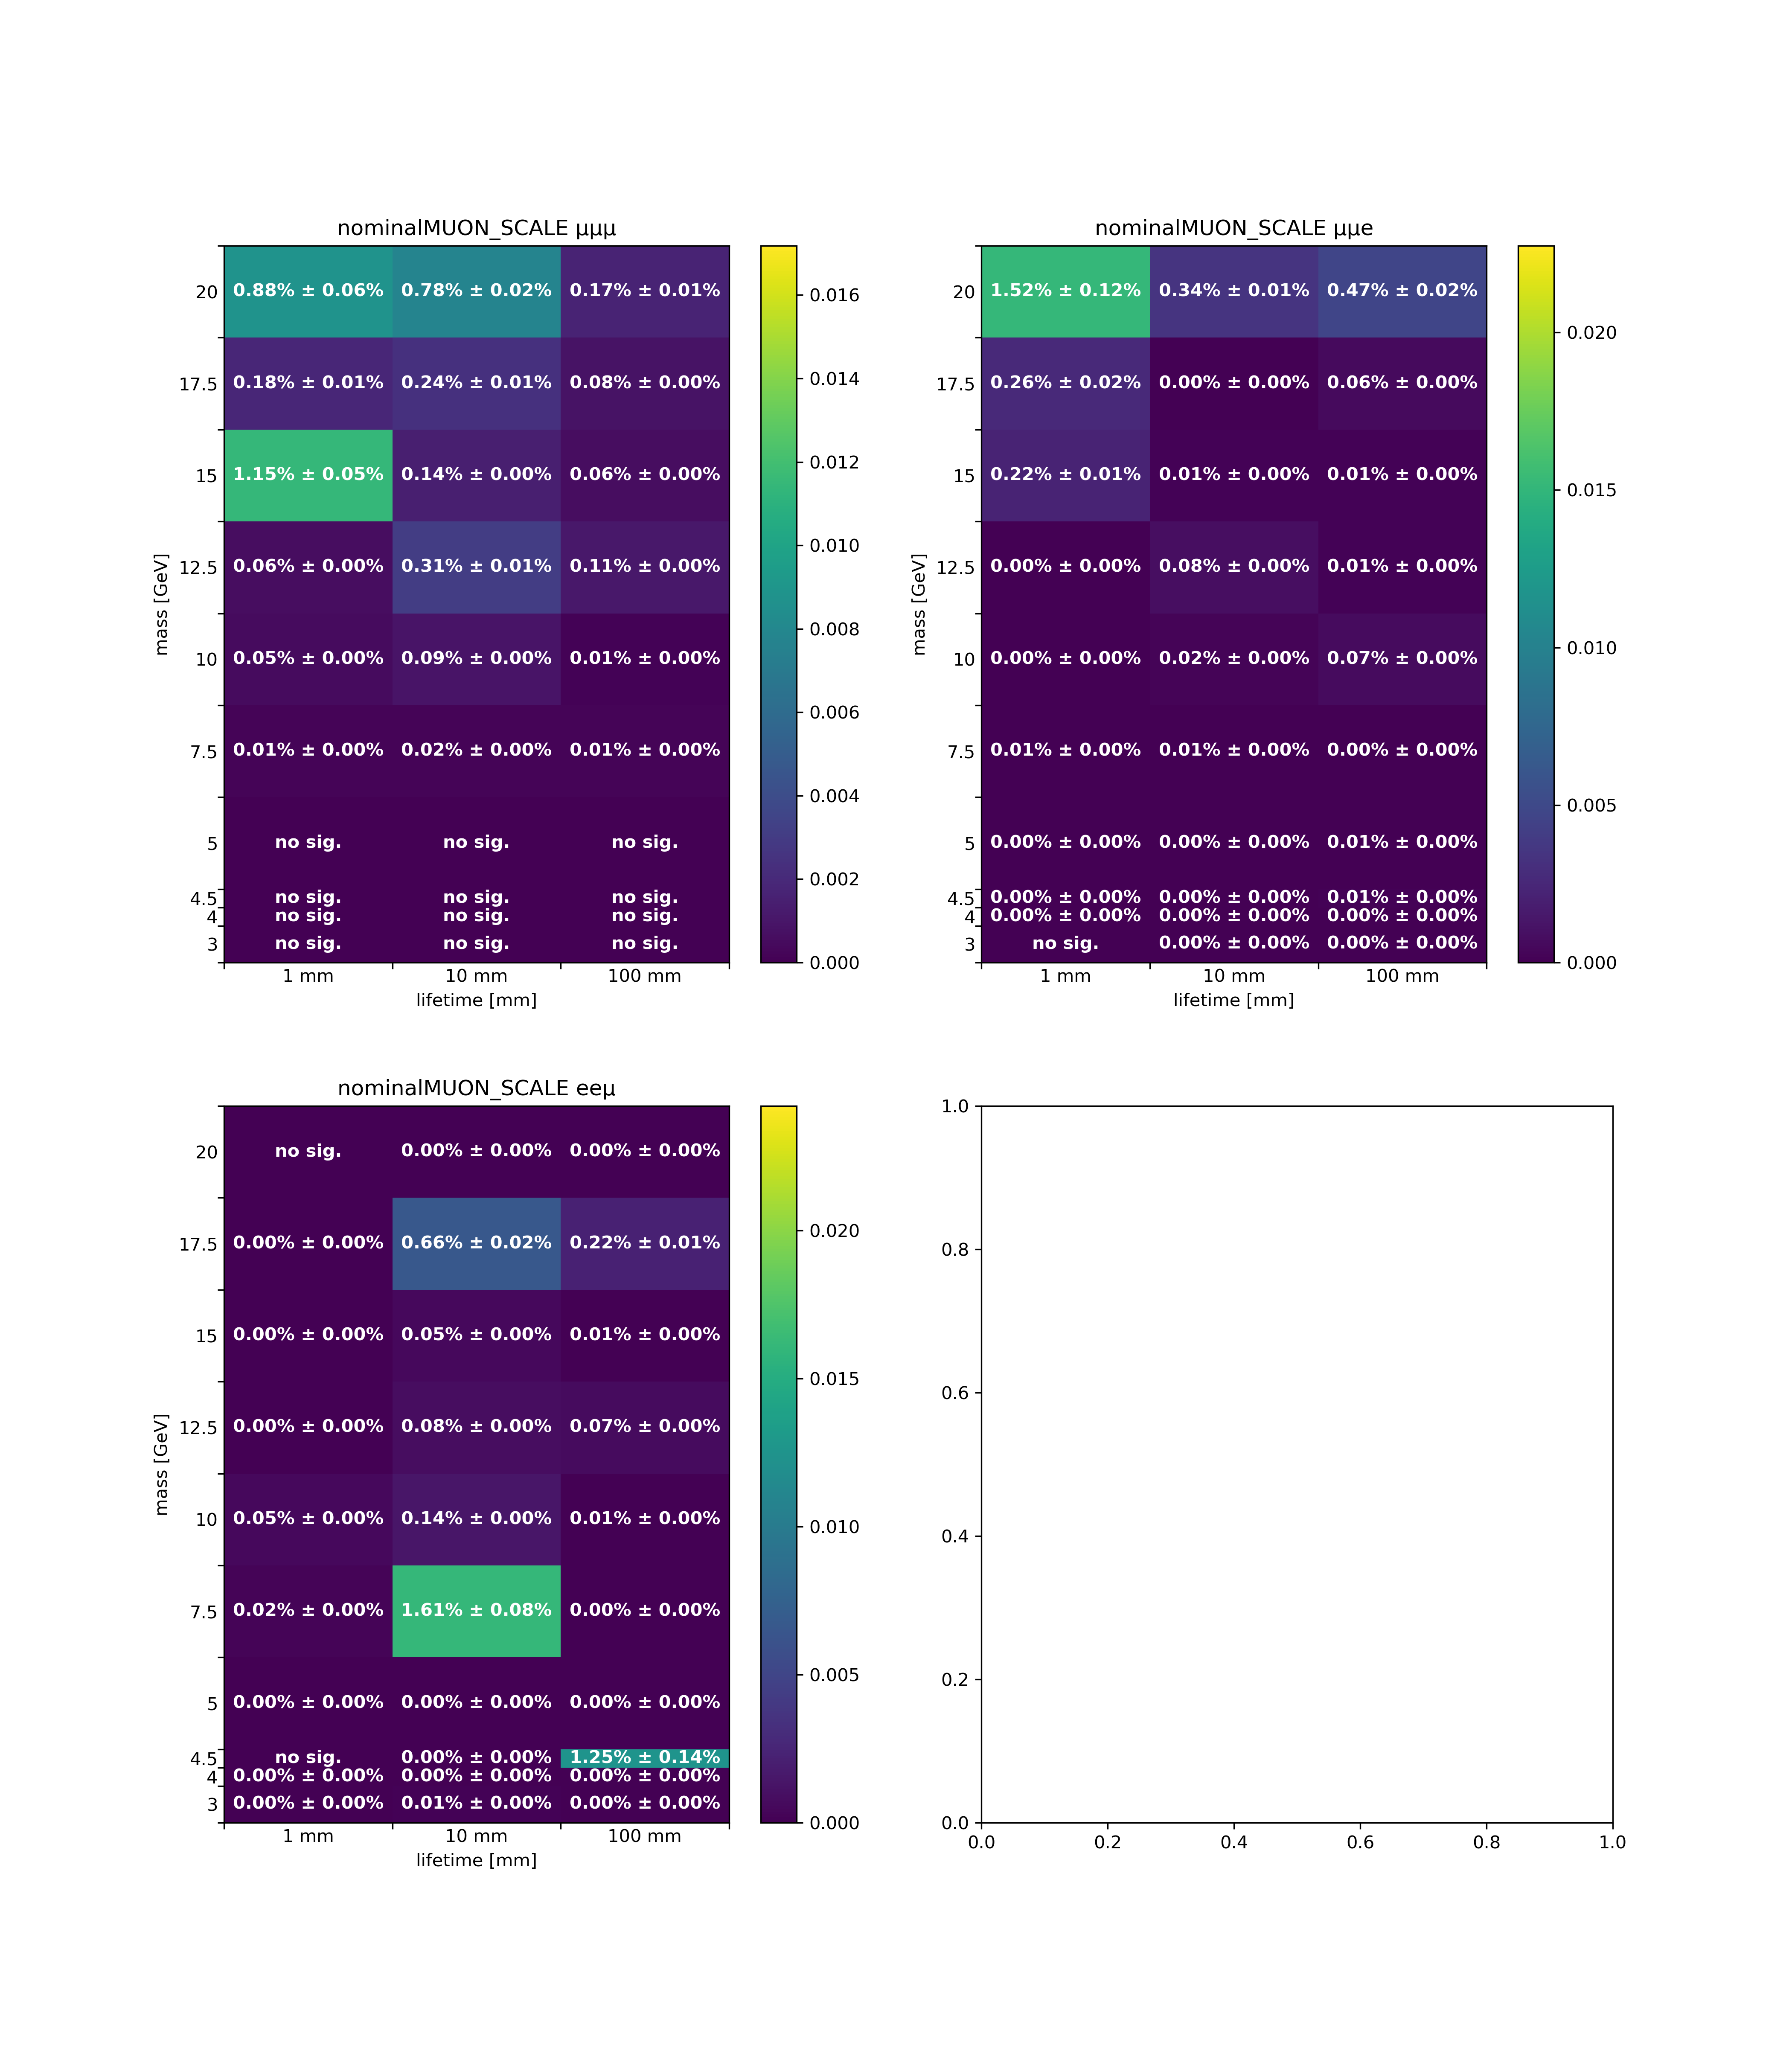 nominalMUON_SCALE μμμ
20 0.88% ± 0.06% 0.78% ± 0.02% 0.17% ± 0.01%
17.5 0.18% ± 0.01% 0.24% ± 0.01% 0.08% ± 0.00%
15 1.15% ± 0.05% 0.14% ± 0.00% 0.06% ± 0.00%
12.5 0.06% ± 0.00% 0.31% ± 0.01% 0.11% ± 0.00%
10 0.05% ± 0.00% 0.09% ± 0.00% 0.01% ± 0.00%
7.5 0.01% ± 0.00% 0.02% ± 0.00% 0.01% ± 0.00%
5 no sig. no sig. no sig.
4.5 no sig. no sig. no sig.
4 no sig. no sig. no sig.
3 no sig. no sig. no sig.
1 mm 10 mm 100 mm
lifetime [mm]
mass [GeV]
0.016
0.014
0.012
0.010
0.008
0.006
0.004
0.002
0.000
nominalMUON_SCALE μμe
20 1.52% ± 0.12% 0.34% ± 0.01% 0.47% ± 0.02%
17.5 0.26% ± 0.02% 0.00% ± 0.00% 0.06% ± 0.00%
15 0.22% ± 0.01% 0.01% ± 0.00% 0.01% ± 0.00%
12.5 0.00% ± 0.00% 0.08% ± 0.00% 0.01% ± 0.00%
10 0.00% ± 0.00% 0.02% ± 0.00% 0.07% ± 0.00%
7.5 0.01% ± 0.00% 0.01% ± 0.00% 0.00% ± 0.00%
5 0.00% ± 0.00% 0.00% ± 0.00% 0.01% ± 0.00%
4.5 0.00% ± 0.00% 0.00% ± 0.00% 0.01% ± 0.00%
4 0.00% ± 0.00% 0.00% ± 0.00% 0.00% ± 0.00%
3 no sig. 0.00% ± 0.00% 0.00% ± 0.00%
1 mm 10 mm 100 mm
lifetime [mm]
mass [GeV]
0.020
0.015
0.010
0.005
0.000
nominalMUON_SCALE eeμ
20 no sig. 0.00% ± 0.00% 0.00% ± 0.00%
17.5 0.00% ± 0.00% 0.66% ± 0.02% 0.22% ± 0.01%
15 0.00% ± 0.00% 0.05% ± 0.00% 0.01% ± 0.00%
12.5 0.00% ± 0.00% 0.08% ± 0.00% 0.07% ± 0.00%
10 0.05% ± 0.00% 0.14% ± 0.00% 0.01% ± 0.00%
7.5 0.02% ± 0.00% 1.61% ± 0.08% 0.00% ± 0.00%
5 0.00% ± 0.00% 0.00% ± 0.00% 0.00% ± 0.00%
4.5 no sig. 0.00% ± 0.00% 1.25% ± 0.14%
4 0.00% ± 0.00% 0.00% ± 0.00% 0.00% ± 0.00%
3 0.00% ± 0.00% 0.01% ± 0.00% 0.00% ± 0.00%
1 mm 10 mm 100 mm
lifetime [mm]
mass [GeV]
0.020
0.015
0.010
0.005
0.000
1.0
0.8
0.6
0.4
0.2
0.0
0.0 0.2 0.4 0.6 0.8 1.0